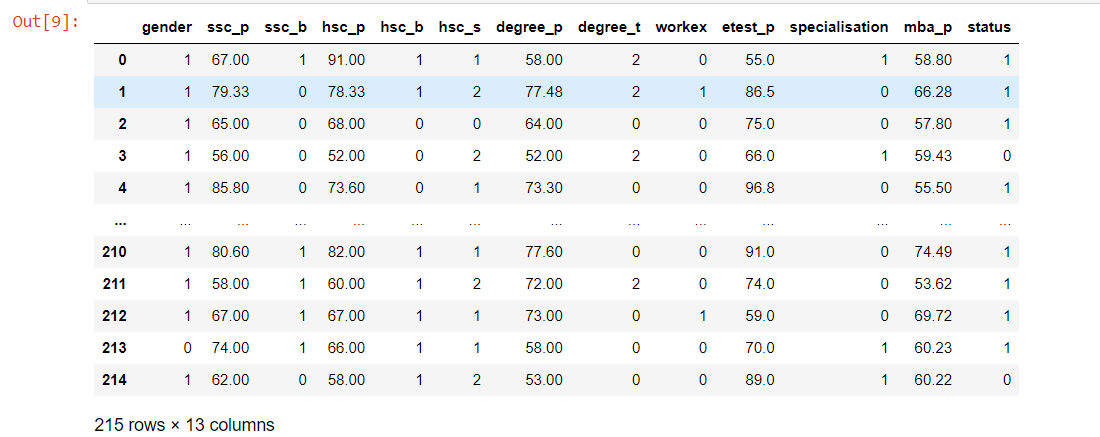 Out[9]:
gender ssc_p ssc_b hsc_p hsc_b hsc_s degree_p degree_t workex etest_p specialisation mba_p status
0 1 67.00 1 91.00 1 1 58.00 2 0 55.0 1 58.80 1
1 1 79.33 0 78.33 1 2 77.48 2 1 86.5 0 66.28 1
2 1 65.00 0 68.00 0 0 64.00 0 0 75.0 0 57.80 1
3 1 56.00 0 52.00 0 2 52.00 2 0 66.0 1 59.43 0
4 1 85.80 0 73.60 0 1 73.30 0 0 96.8 0 55.50 1
... ... ... ... ... ... ... ... ... ... ... ... ... ...
210 1 80.60 1 82.00 1 1 77.60 0 0 91.0 0 74.49 1
211 1 58.00 1 60.00 1 2 72.00 2 0 74.0 0 53.62 1
212 1 67.00 1 67.00 1 1 73.00 0 1 59.0 0 69.72 1
213 0 74.00 1 66.00 1 1 58.00 0 0 70.0 1 60.23 1
214 1 62.00 0 58.00 1 2 53.00 0 0 89.0 1 60.22 0
215 rows × 13 columns